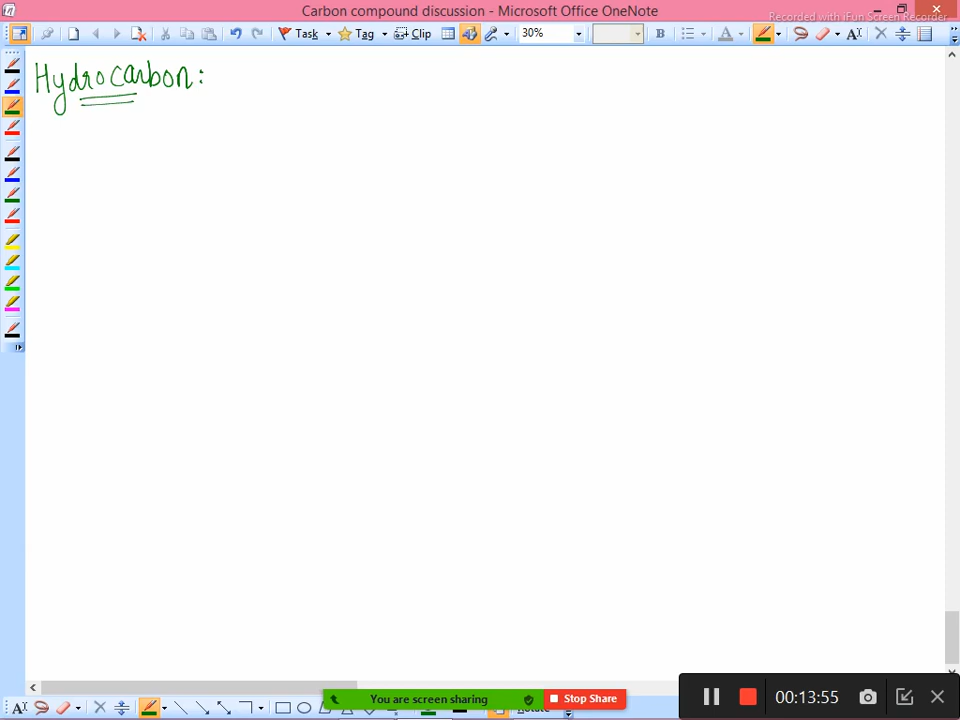 Carbon compound discussion - Microsoft Office OneNote
Recorded with iFun Screen Recorder
Task Tag Clip 30% B A A
Hydrocarbon:
A You are screen sharing Stop Share
00:13:55